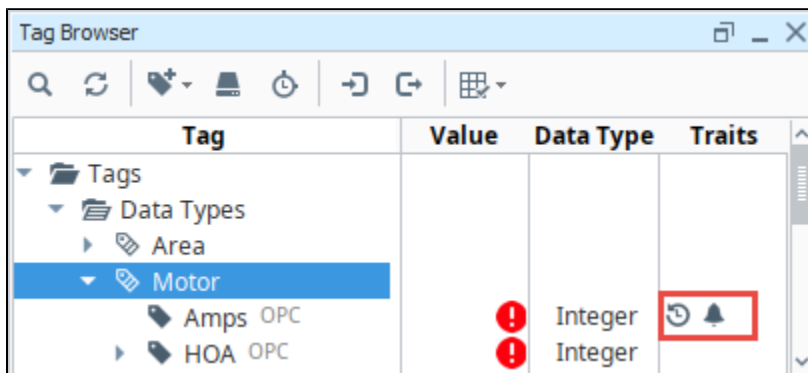 Tag Browser
Tag Value Data Type Traits
Tags
Data Types
Area
Motor
Amps OPC Integer
HOA OPC Integer